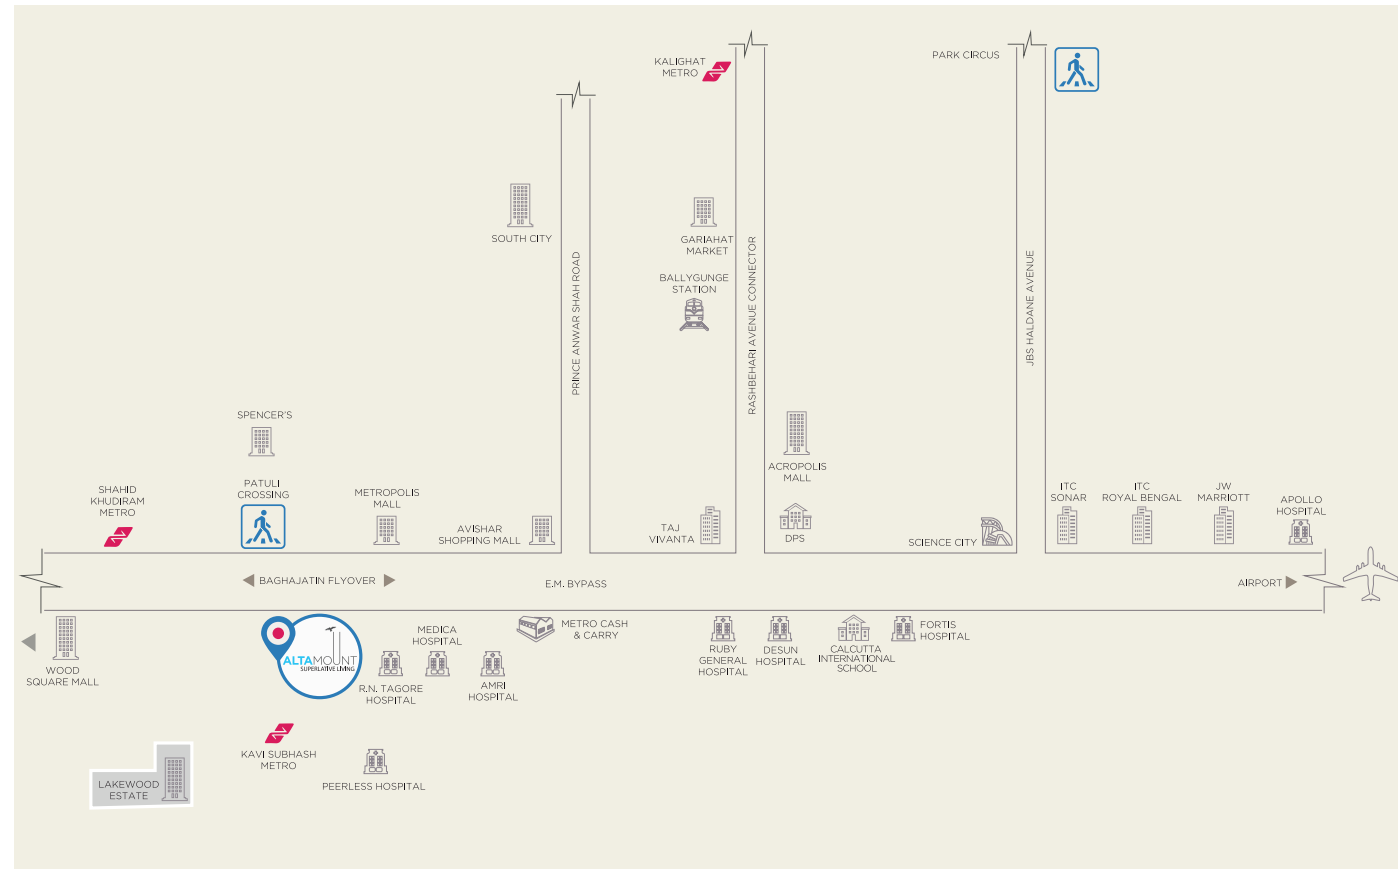 PARK CIRCUS
KALIGHAT
METRO
SOUTH CITY
GARIAHAT
MARKET
BALLYGUNGE
STATION
PRINCE ANWAR SHAH ROAD
RASHBEHARI AVENUE CONNECTOR
JBS HALDANE AVENUE
SPENCER'S
ACROPOLIS
MALL
SHAHID
KHUDIRAM
METRO
PATULI
CROSSING
METROPOLIS
MALL
AVISHAR
SHOPPING MALL
TAJ
VIVANTA
DPS
SCIENCE CITY
ITC
SONAR
ITC
ROYAL BENGAL
JW
MARRIOTT
APOLLO
HOSPITAL
BAGHAJATIN FLYOVER
E.M. BYPASS
AIRPORT
WOOD
SQUARE MALL
ALTAMOUNT
SUPERLATIVE LIVING
R.N. TAGORE
HOSPITAL
MEDICA
HOSPITAL
AMRI
HOSPITAL
METRO CASH
& CARRY
RUBY
GENERAL
HOSPITAL
DESUN
HOSPITAL
CALCUTTA
INTERNATIONAL
SCHOOL
FORTIS
HOSPITAL
KAVI SUBHASH
METRO
PEERLESS HOSPITAL
LAKEWOOD
ESTATE